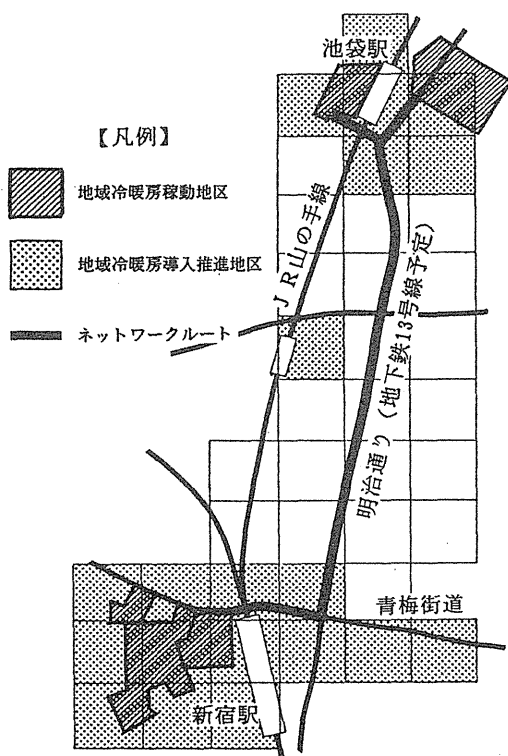 池袋駅
【凡例】
地域冷暖房稼動地区
地域冷暖房導入推進地区
ネットワークルート
JR山の手線
明治通り(地下鉄13号線予定)
青梅街道
新宿駅